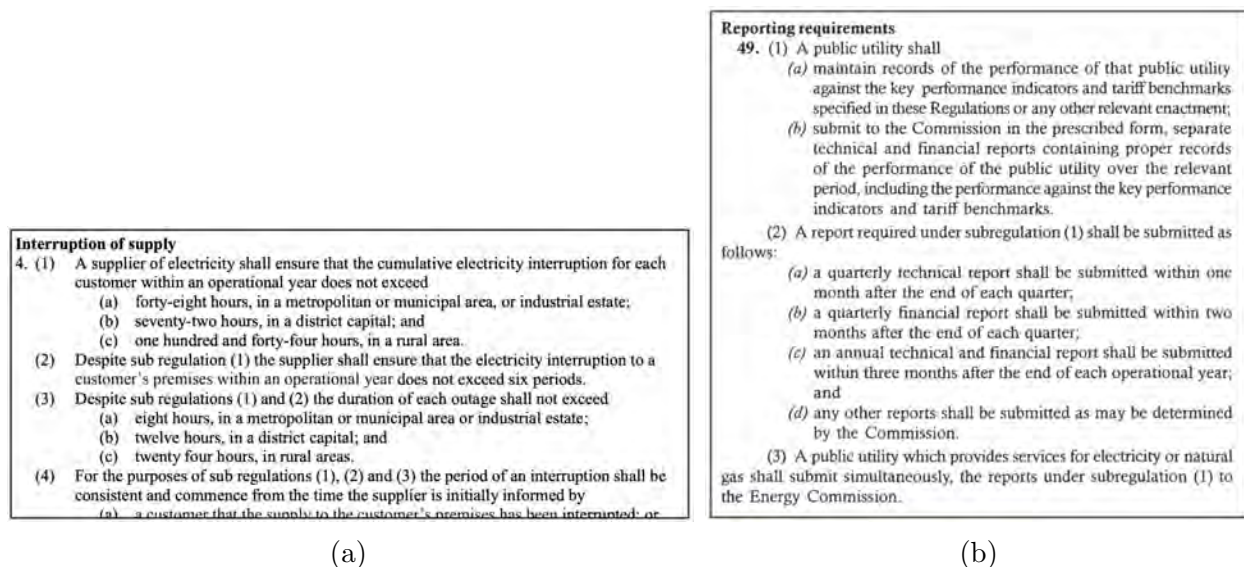 Interruption of supply
4. (1) A supplier of electricity shall ensure that the cumulative electricity interruption for each
customer within an operational year does not exceed
(a) forty-eight hours, in a metropolitan or municipal area, or industrial estate;
(b) seventy-two hours, in a district capital; and
(c) one hundred and forty-four hours, in a rural area.
(2) Despite sub regulation (1) the supplier shall ensure that the electricity interruption to a
customer's premises within an operational year does not exceed six periods.
(3) Despite sub regulations (1) and (2) the duration of each outage shall not exceed
(a) eight hours, in a metropolitan or municipal area or industrial estate;
(b) twelve hours, in a district capital; and
(c) twenty four hours, in rural areas.
(4) For the purposes of sub regulations (1), (2) and (3) the period of an interruption shall be
consistent and commence from the time the supplier is initially informed by
(a) a customer that the supply to the customer's premises has been interrupted; or
(a)
Reporting requirements
49. (1) A public utility shall
(a) maintain records of the performance of that public utility
against the key performance indicators and tariff benchmarks
specified in these Regulations or any other relevant enactment;
(b) submit to the Commission in the prescribed form, separate
technical and financial reports containing proper records
of the performance of the public utility over the relevant
period, including the performance against the key performance
indicators and tariff benchmarks.
(2) A report required under subregulation (1) shall be submitted as
follows:
(a) a quarterly technical report shall be submitted within one
month after the end of each quarter;
(b) a quarterly financial report shall be submitted within two
months after the end of each quarter;
(c) an annual technical and financial report shall be submitted
within three months after the end of each operational year;
and
(d) any other reports shall be submitted as may be determined
by the Commission.
(3) A public utility which provides services for electricity or natural
gas shall submit simultaneously, the reports under subregulation (1) to
the Energy Commission.
(b)